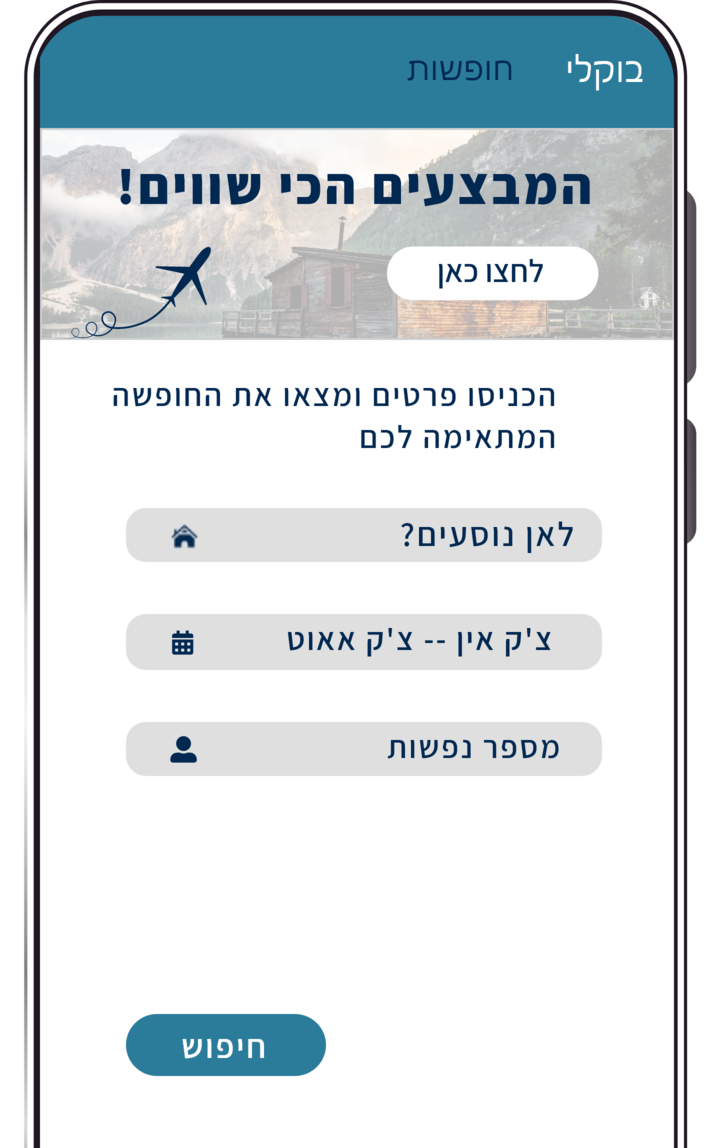 בוקלי חופשות
המבצעים הכי שווים!
לחצו כאן
הכניסו פרטים ומצאו את החופשה
המתאימה לכם
לאן נוסעים?
צ'ק אין -- צ'ק אאוט
מספר נפשות
חיפוש